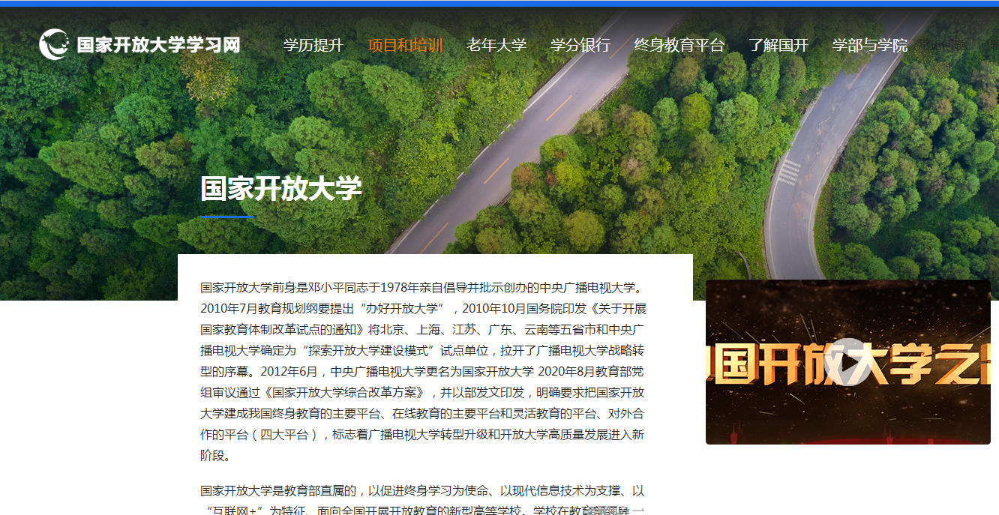 国家开放大学学习网
学历提升 项目和培训 老年大学 学分银行 终身教育平台 了解国开 学部与学院 常见问题
国家开放大学
国家开放大学前身是邓小平同志于1978年亲自倡导并批示创办的中央广播电视大学。
2010年7月教育规划纲要提出“办好开放大学”，2010年10月国务院印发《关于开展
国家教育体制改革试点的通知》将北京、上海、江苏、广东、云南等五省市和中央广
播电视大学确定为“探索开放大学建设模式”试点单位，拉开了广播电视大学战略转
型的序幕。2012年6月，中央广播电视大学更名为国家开放大学 2020年8月教育部党
组审议通过《国家开放大学综合改革方案》，并以部发文印发，明确要求把国家开放
大学建成我国终身教育的主要平台、在线教育的主要平台和灵活教育的平台、对外合
作的平台（四大平台），标志着广播电视大学转型升级和开放大学高质量发展进入新
阶段。
国开放大学之
国家开放大学是教育部直属的，以促进终身学习为使命、以现代信息技术为支撑、以
“互联网+”为特征、面向全国开展开放教育的新型高等学校。学校在教育部领导